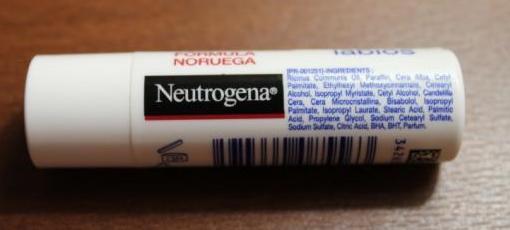 FÓRMULA
NORUEGA
Neutrogena®
labios
[PR-001251]-INGREDIENTS :
Ricinus Communis Oil, Paraffin, Cera Alba, Cetyl
Palmitate, Ethylhexyl Methoxycinnamate, Cetearyl
Alcohol, Isopropyl Myristate, Cetyl Alcohol, Candelilla
Cera, Cera Microcristallina, Bisabolol, Isopropyl
Palmitate, Isopropyl Laurate, Stearic Acid, Palmitic
Acid, Propylene Glycol, Sodium Cetearyl Sulfate,
Sodium Sulfate, Citric Acid, BHA, BHT, Parfum.